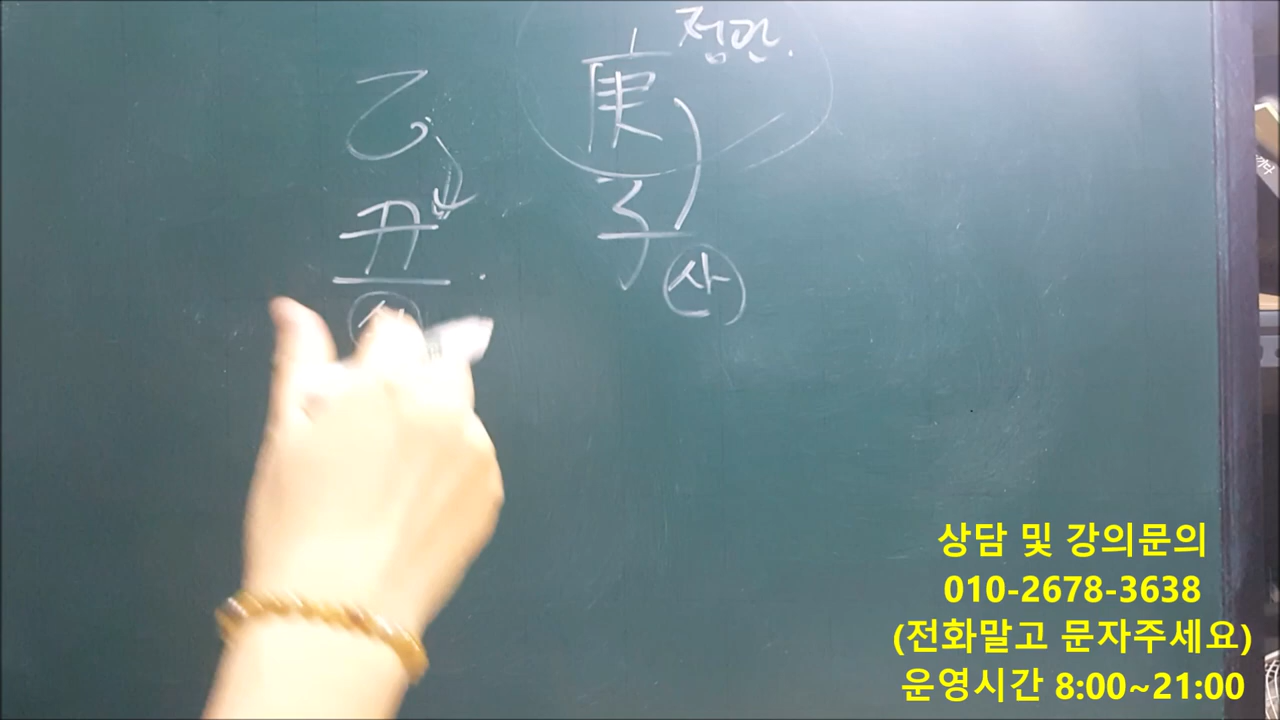 정관.
乙 庚
丑 子
사
상담 및 강의문의
010-2678-3638
(전화말고 문자주세요)
운영시간 8:00~21:00